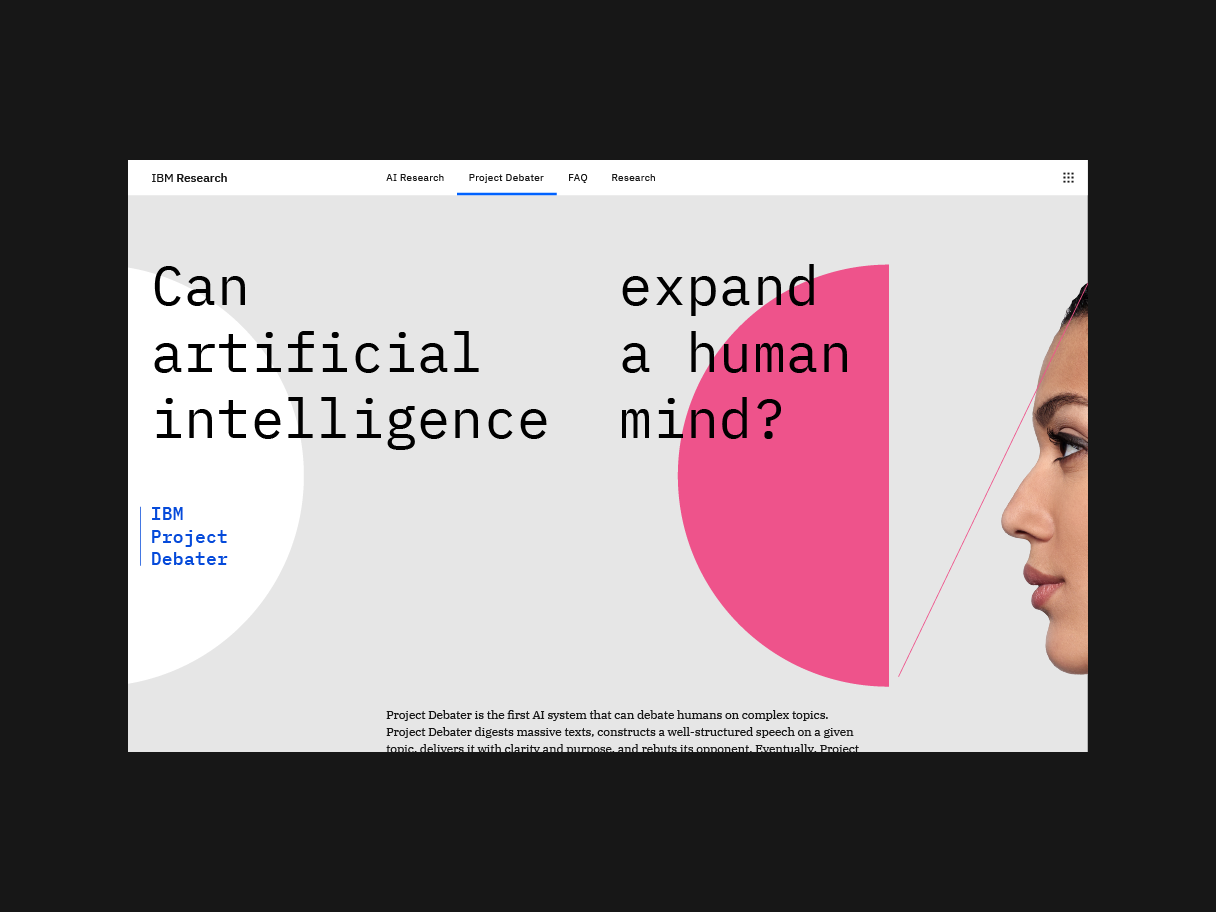 IBM Research
AI Research
Project Debater
FAQ
Research
Can
artificial
intelligence
expand
a human
mind?
IBM
Project
Debater
Project Debater is the first AI system that can debate humans on complex topics.
Project Debater digests massive texts, constructs a well-structured speech on a given
topic, delivers it with clarity and purpose, and rebuts its opponent. Eventually, Project